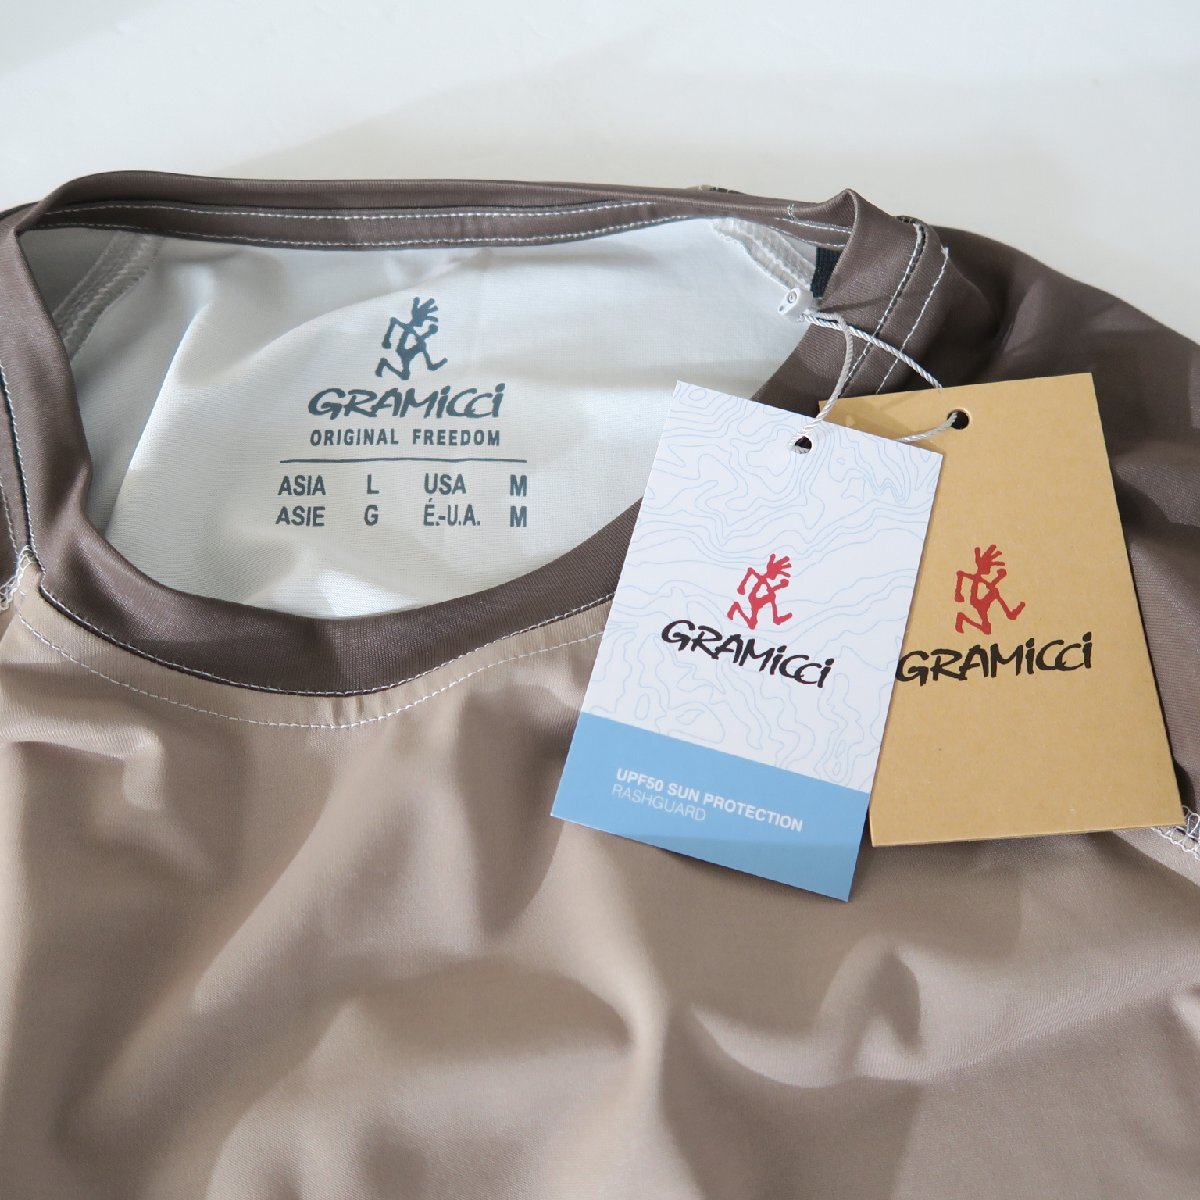 GRAMiCCi
ORIGINAL FREEDOM
ASIA L USA M
ASIE G É.-U.A. M
GRAMiCCi
UPF50 SUN PROTECTION
RASHGUARD
GRAMiCCi